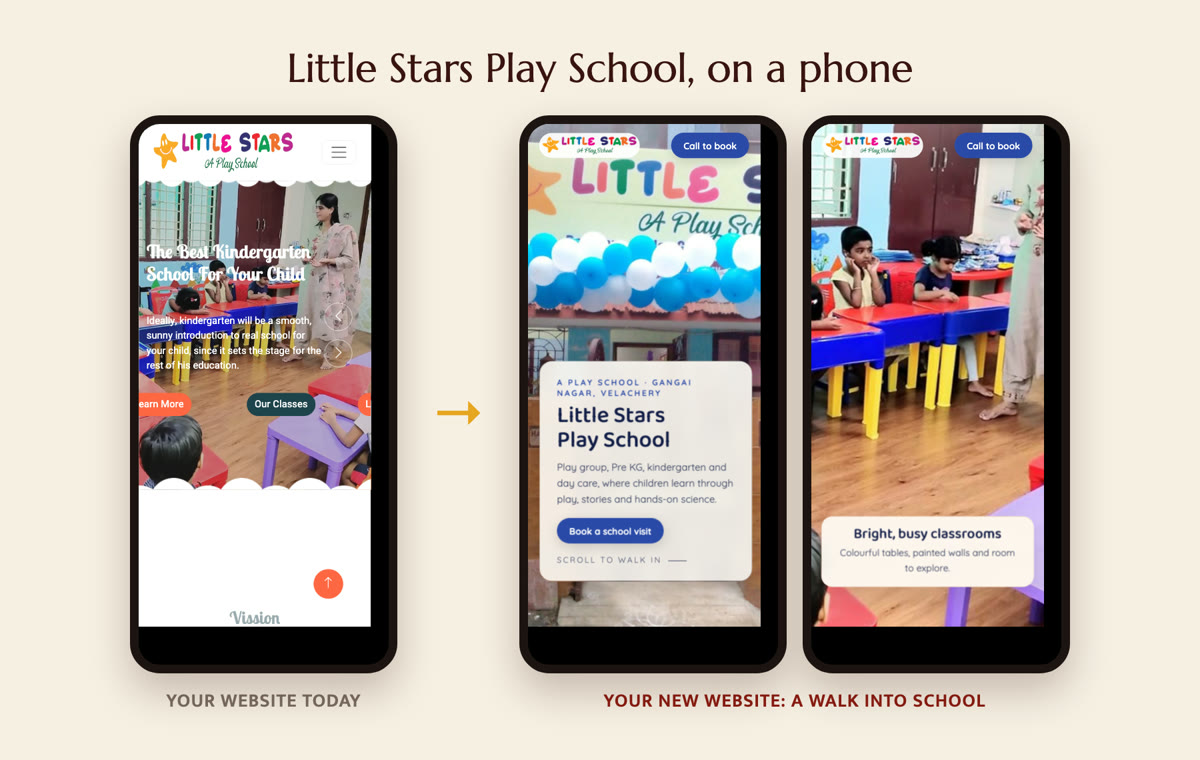 Little Stars Play School, on a phone
LITTLE STARS
A Play School
The Best Kindergarten
School For Your Child
Ideally, kindergarten will be a smooth,
sunny introduction to real school for
your child, since it sets the stage for the
rest of his education.
earn More
Our Classes
Vission
YOUR WEBSITE TODAY
LITTLE STARS
A Play School
Call to book
LITTLE S
A Play Sch
A PLAY SCHOOL · GANGAI
NAGAR, VELACHERY
Little Stars
Play School
Play group, Pre KG, kindergarten and
day care, where children learn through
play, stories and hands-on science.
Book a school visit
SCROLL TO WALK IN
LITTLE STARS
A Play School
Call to book
Bright, busy classrooms
Colourful tables, painted walls and room
to explore.
YOUR NEW WEBSITE: A WALK INTO SCHOOL